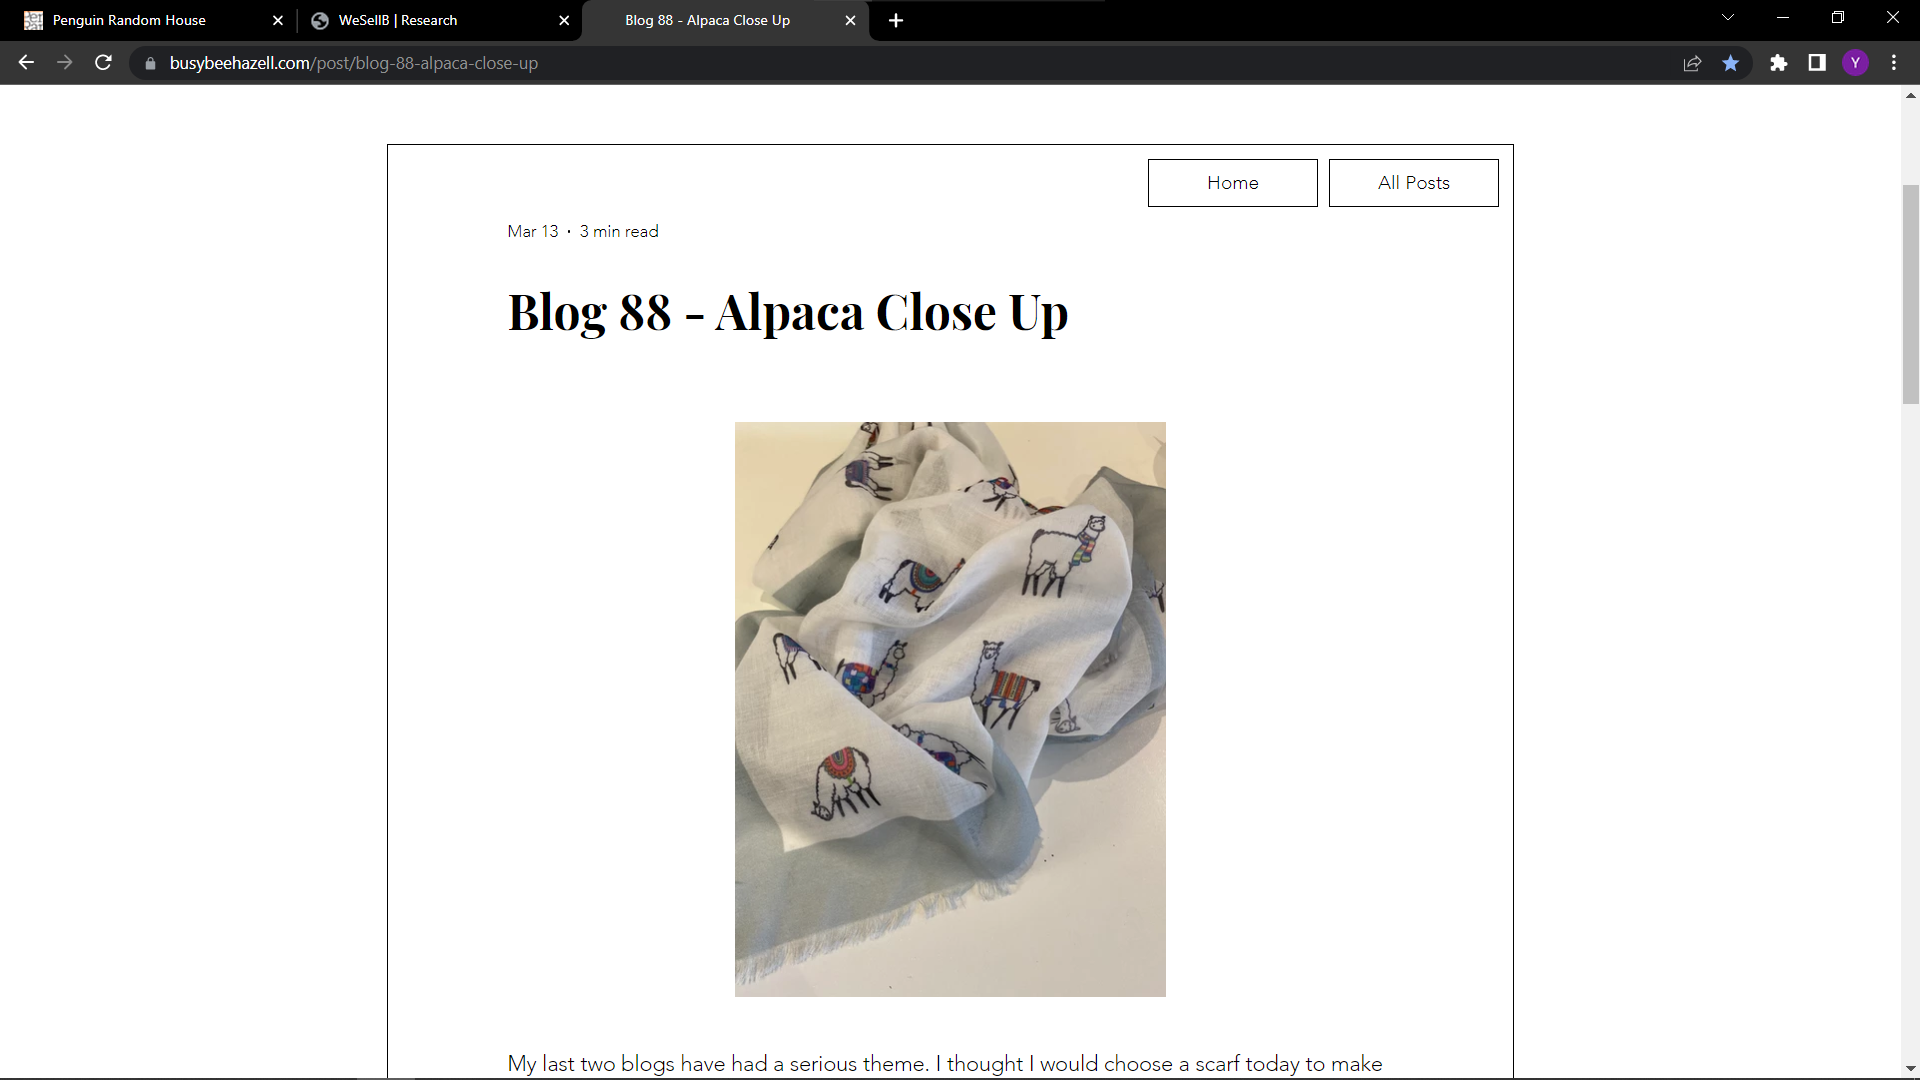 Penguin Random House
WeSellB | Research
Blog 88 - Alpaca Close Up
busybeehazell.com/post/blog-88-alpaca-close-up
Y
Home
All Posts
Mar 13 · 3 min read
Blog 88 - Alpaca Close Up
My last two blogs have had a serious theme. I thought I would choose a scarf today to make